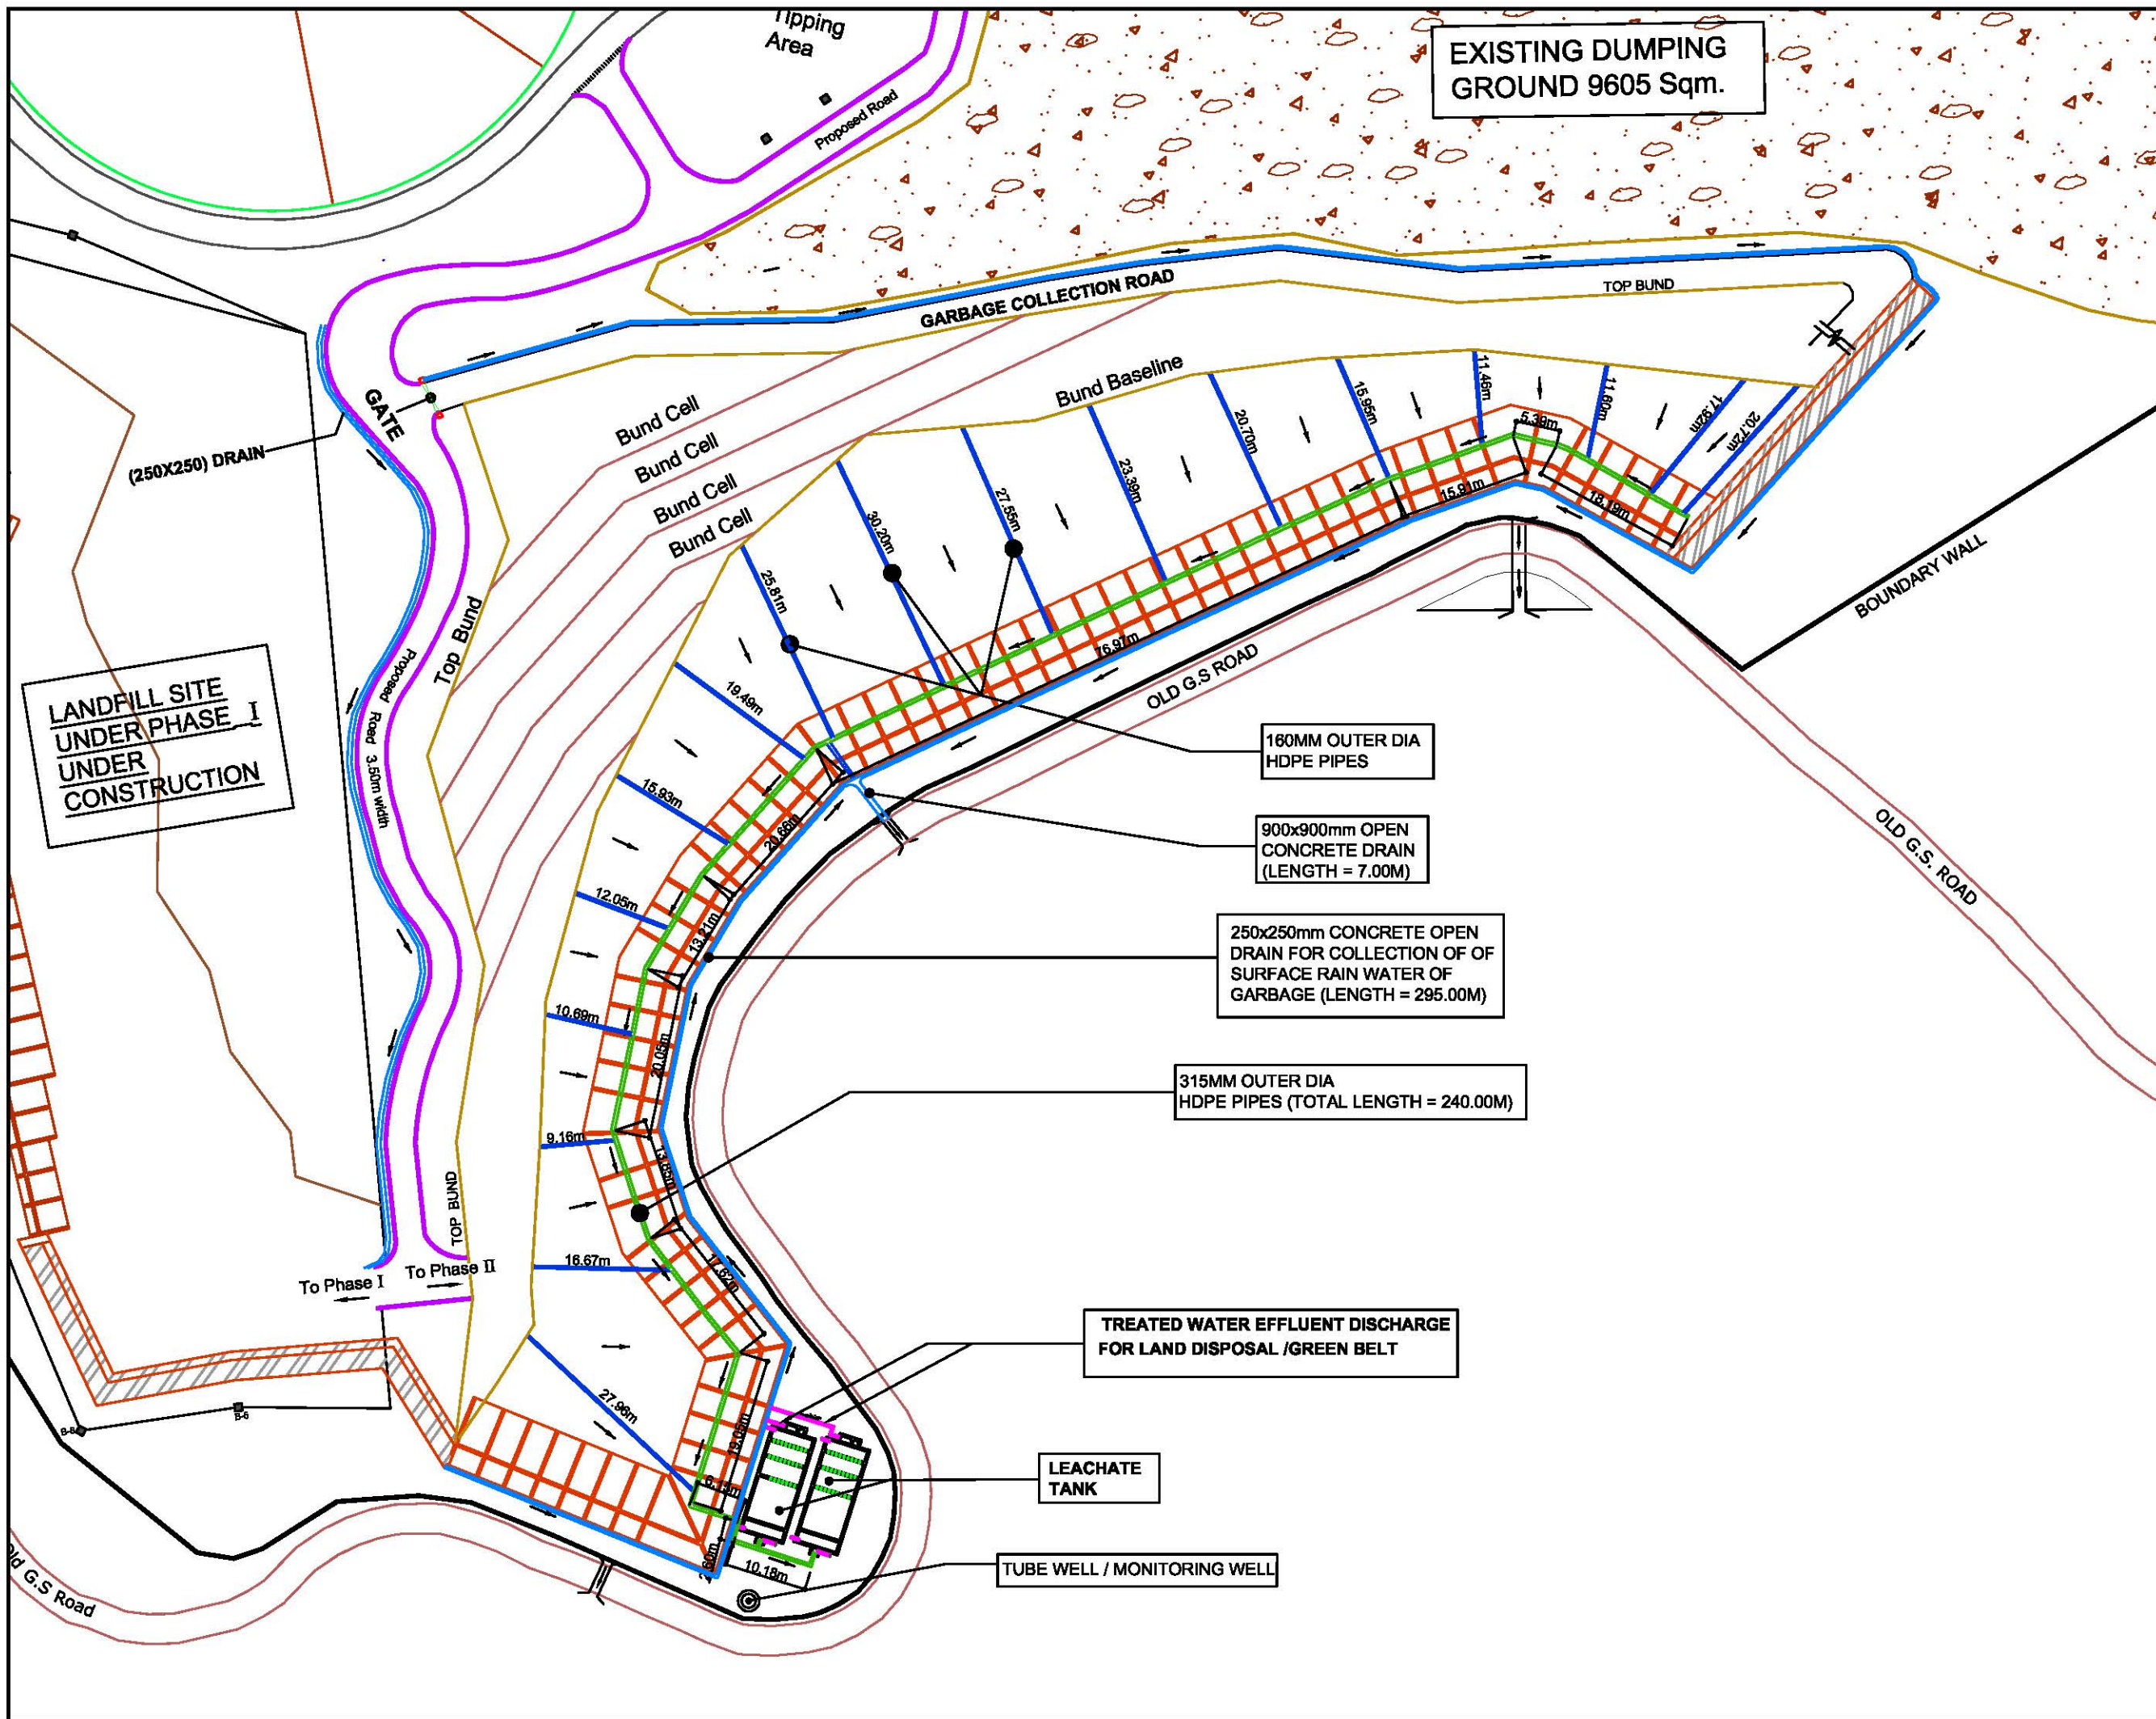 Tipping
Area
Proposed Road
EXISTING DUMPING
GROUND 9605 Sqm.
GARBAGE COLLECTION ROAD
TOP BUND
GATE
(250X250) DRAIN
Bund Cell
Bund Cell
Bund Cell
Bund Cell
Bund Baseline
25.81m
30.20m
27.55m
23.39m
20.70m
15.95m
11.46m
5.39m
11.60m
17.92m
20.72m
15.91m
18.19m
76.97m
BOUNDARY WALL
OLD G.S ROAD
OLD G.S. ROAD
Top Bund
Proposed Road 3.50m width
LANDFILL SITE
UNDER PHASE I
UNDER
CONSTRUCTION
19.49m
15.93m
12.05m
10.69m
9.16m
16.67m
27.96m
20.66m
13.21m
20.05m
13.65m
17.62m
19.05m
6.15m
10.18m
160MM OUTER DIA
HDPE PIPES
900x900mm OPEN
CONCRETE DRAIN
(LENGTH = 7.00M)
250x250mm CONCRETE OPEN
DRAIN FOR COLLECTION OF OF
SURFACE RAIN WATER OF
GARBAGE (LENGTH = 295.00M)
315MM OUTER DIA
HDPE PIPES (TOTAL LENGTH = 240.00M)
TOP BUND
To Phase I
To Phase II
TREATED WATER EFFLUENT DISCHARGE
FOR LAND DISPOSAL /GREEN BELT
LEACHATE
TANK
TUBE WELL / MONITORING WELL
B-6
Old G.S Road